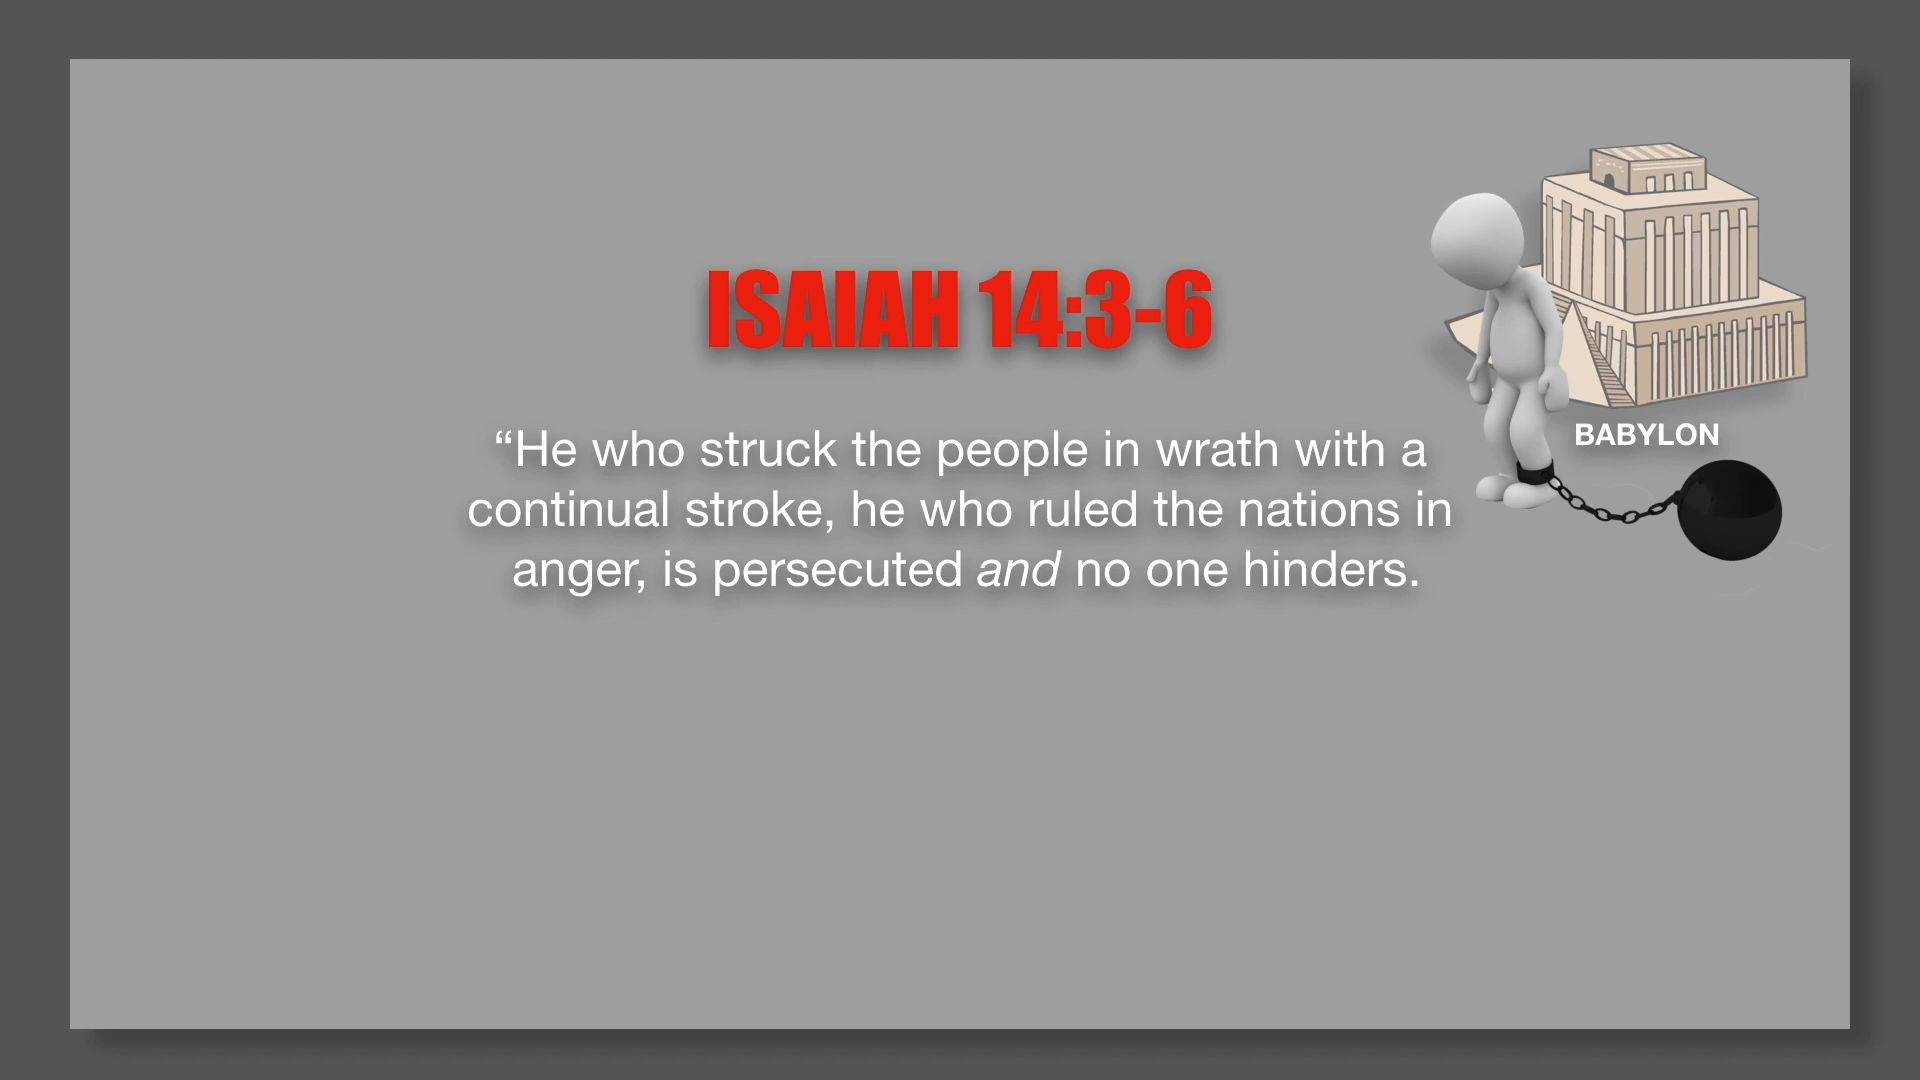 ISAIAH 14:3-6
“He who struck the people in wrath with a
continual stroke, he who ruled the nations in
anger, is persecuted and no one hinders.
BABYLON